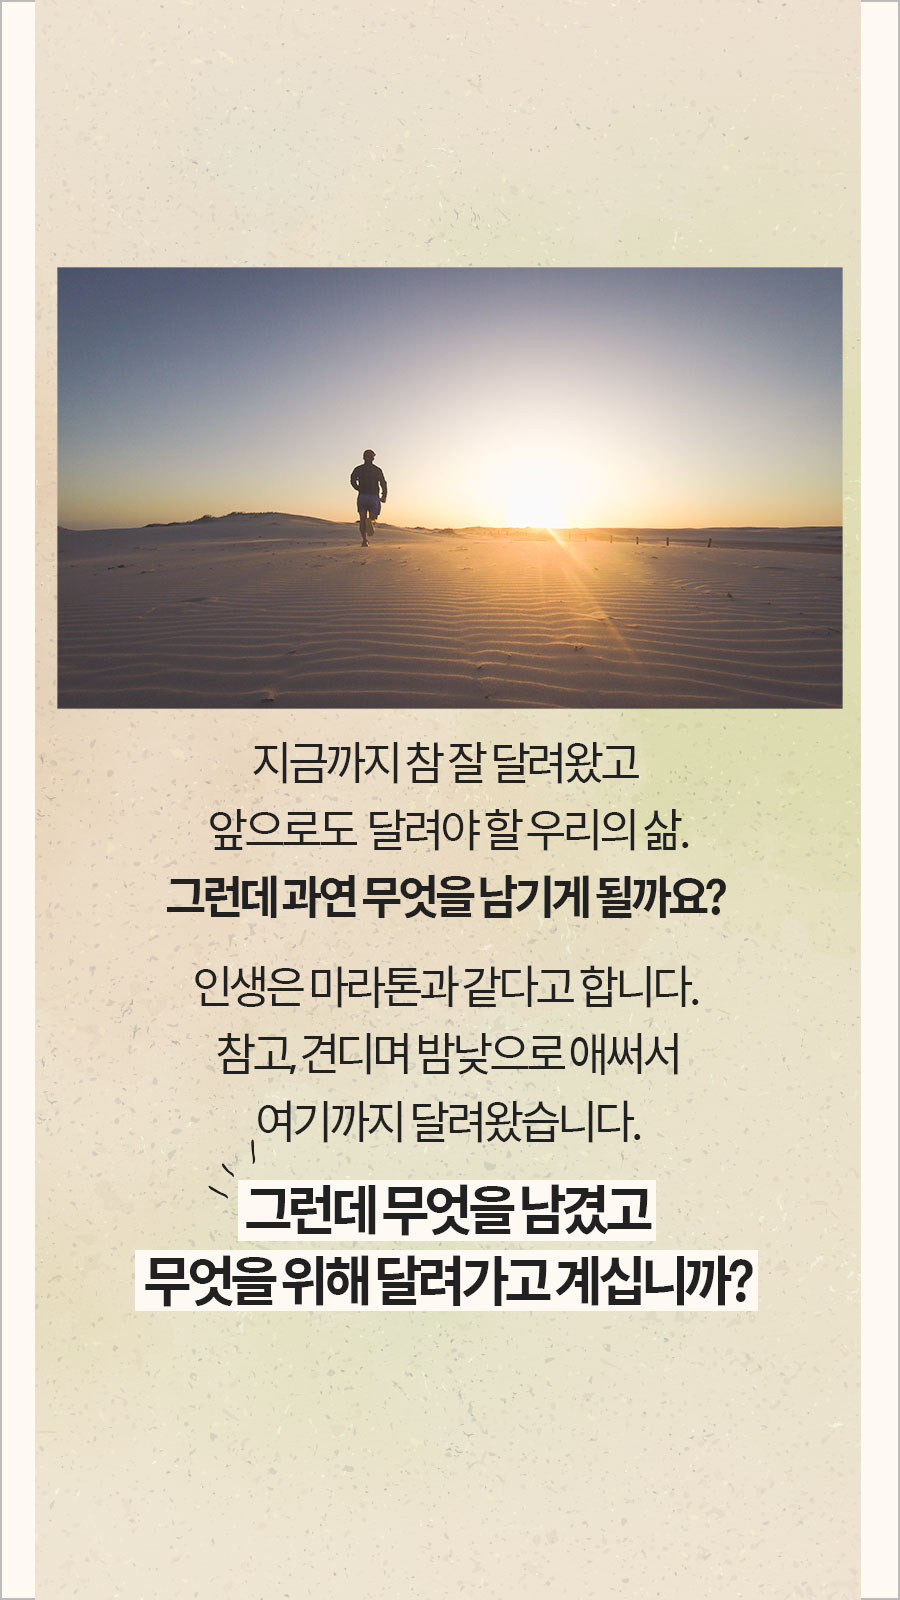 지금까지 참 잘 달려왔고
앞으로도 달려야 할 우리의 삶.
그런데 과연 무엇을 남기게 될까요?
인생은 마라톤과 같다고 합니다.
참고, 견디며 밤낮으로 애써서
여기까지 달려왔습니다.
그런데 무엇을 남겼고
무엇을 위해 달려가고 계십니까?